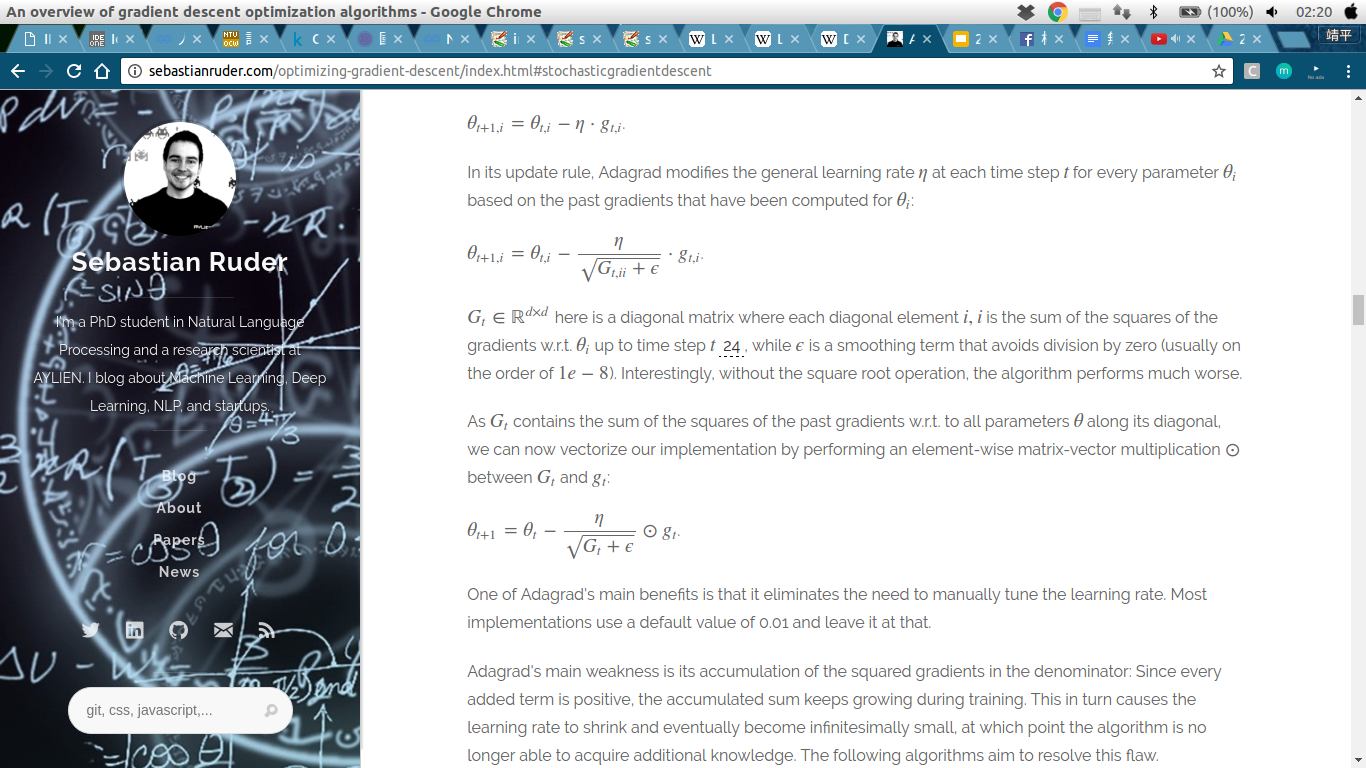 An overview of gradient descent optimization algorithms - Google Chrome
(100%)
02:20
靖平
sebastianruder.com/optimizing-gradient-descent/index.html#stochasticgradientdescent
Sebastian Ruder
I'm a PhD student in Natural Language
Processing and a research scientist at
AYLIEN. I blog about Machine Learning, Deep
Learning, NLP, and startups.
Blog
About
Papers
News
git, css, javascript,...
θt+1,i = θt,i − η · gt,i.
In its update rule, Adagrad modifies the general learning rate η at each time step t for every parameter θi
based on the past gradients that have been computed for θi:
θt+1,i = θt,i − η / √(Gt,ii + ϵ) · gt,i.
Gt ∈ ℝd×d here is a diagonal matrix where each diagonal element i, i is the sum of the squares of the
gradients w.r.t. θi up to time step t 24, while ϵ is a smoothing term that avoids division by zero (usually on
the order of 1e − 8). Interestingly, without the square root operation, the algorithm performs much worse.
As Gt contains the sum of the squares of the past gradients w.r.t. to all parameters θ along its diagonal,
we can now vectorize our implementation by performing an element-wise matrix-vector multiplication ⊙
between Gt and gt:
θt+1 = θt − η / √(Gt + ϵ) ⊙ gt.
One of Adagrad's main benefits is that it eliminates the need to manually tune the learning rate. Most
implementations use a default value of 0.01 and leave it at that.
Adagrad's main weakness is its accumulation of the squared gradients in the denominator: Since every
added term is positive, the accumulated sum keeps growing during training. This in turn causes the
learning rate to shrink and eventually become infinitesimally small, at which point the algorithm is no
longer able to acquire additional knowledge. The following algorithms aim to resolve this flaw.